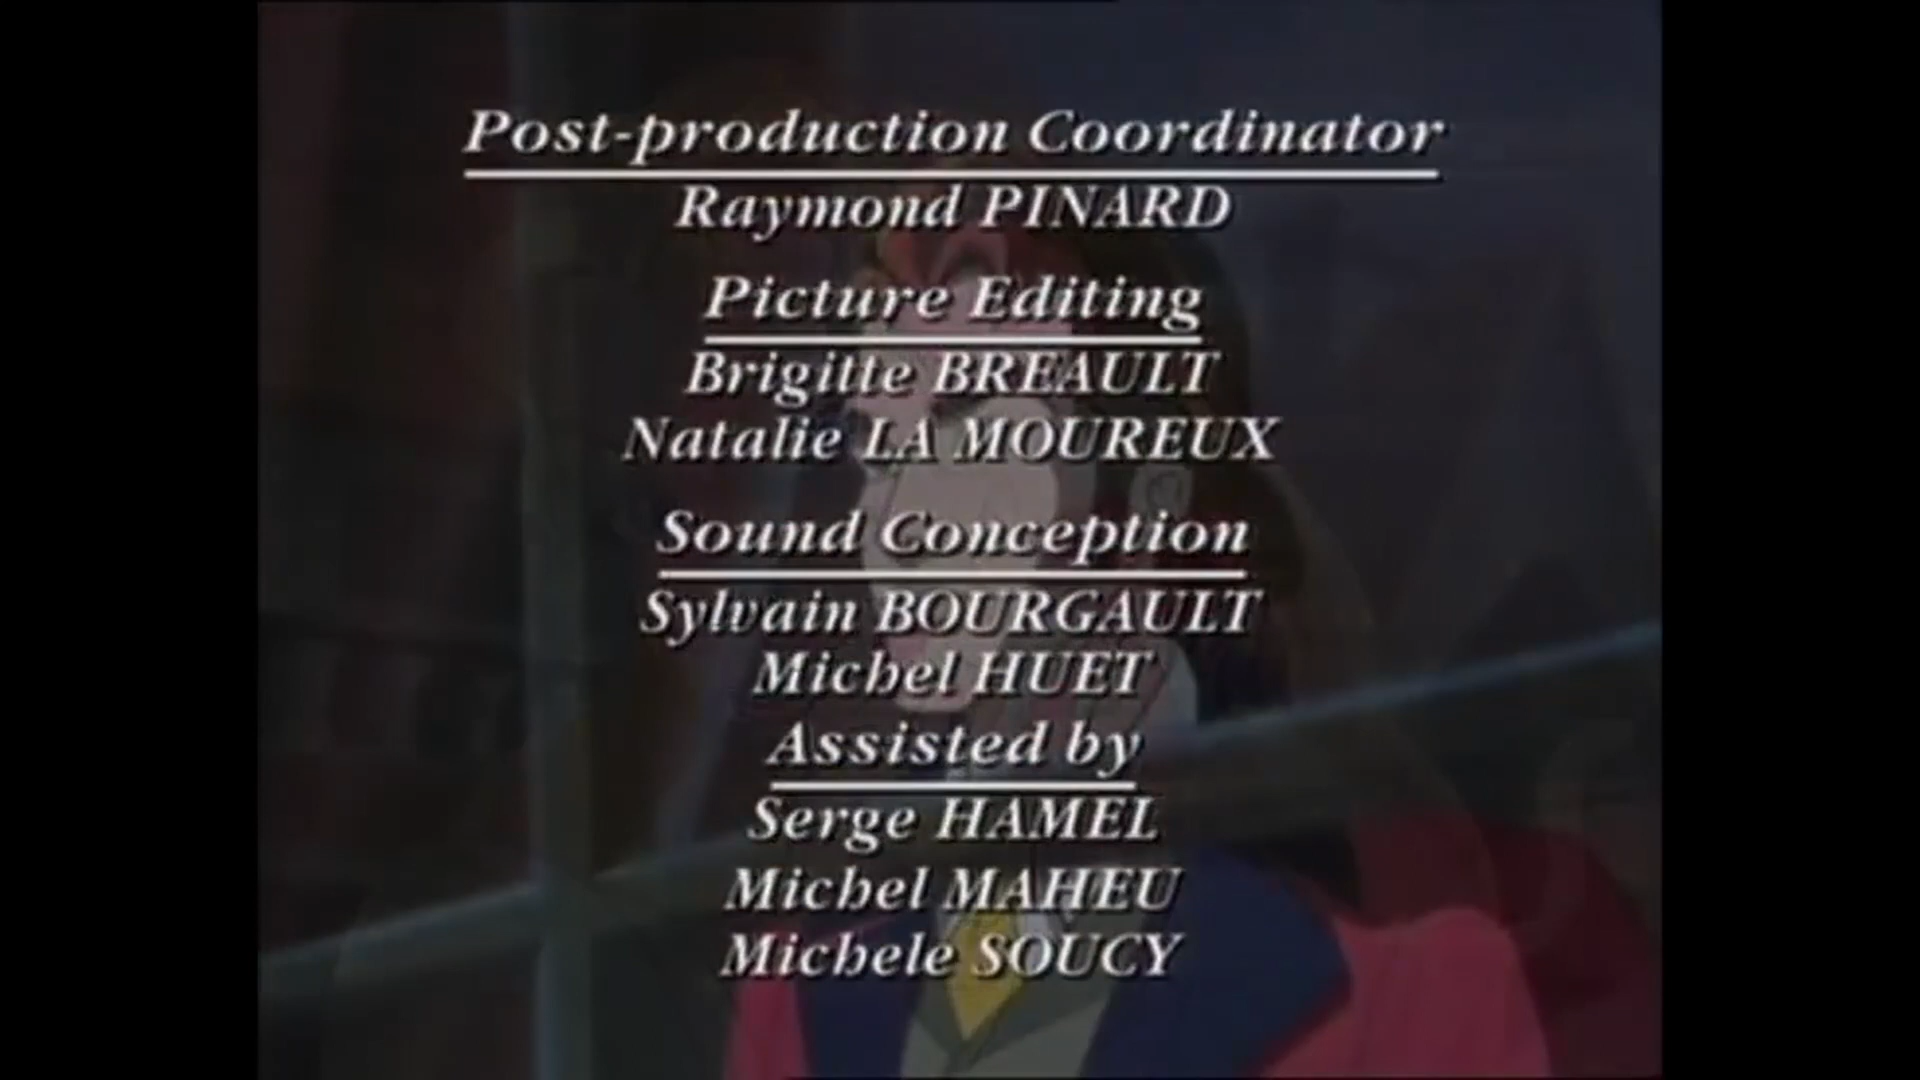 Post-production Coordinator
Raymond PINARD
Picture Editing
Brigitte BREAULT
Natalie LA MOUREUX
Sound Conception
Sylvain BOURGAULT
Michel HUET
Assisted by
Serge HAMEL
Michel MAHEU
Michele SOUCY